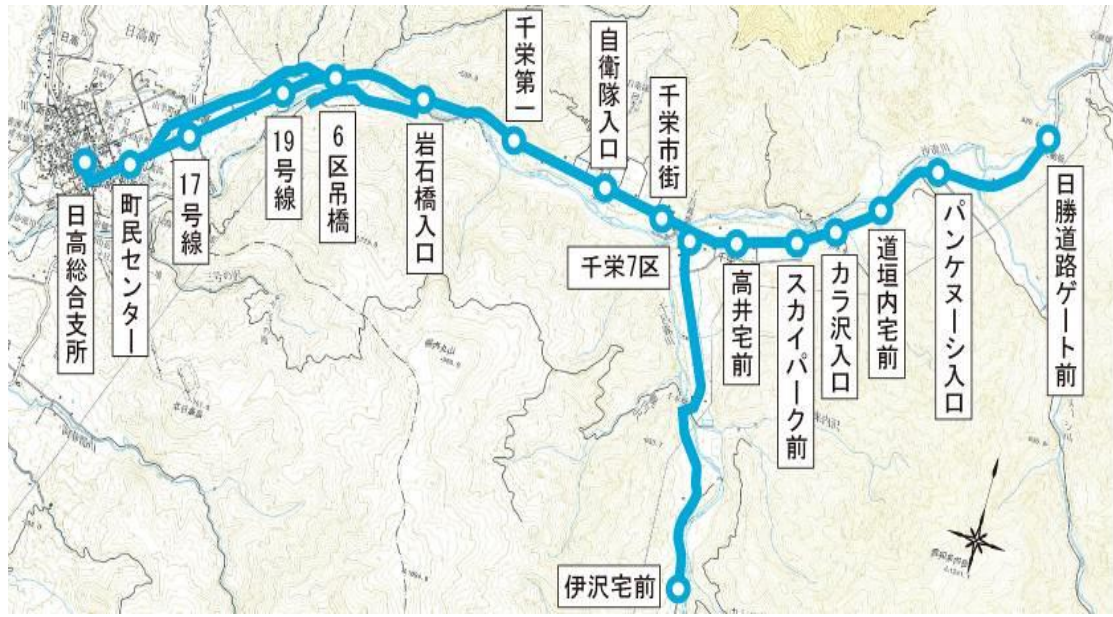 日高町
日高総合支所
町民センター
17号線
19号線
6区吊橋
岩石橋入口
千栄第一
自衛隊入口
千栄市街
千栄7区
高井宅前
スカイパーク前
カラ沢入口
道垣内宅前
パンケヌーシ入口
日勝道路ゲート前
伊沢宅前